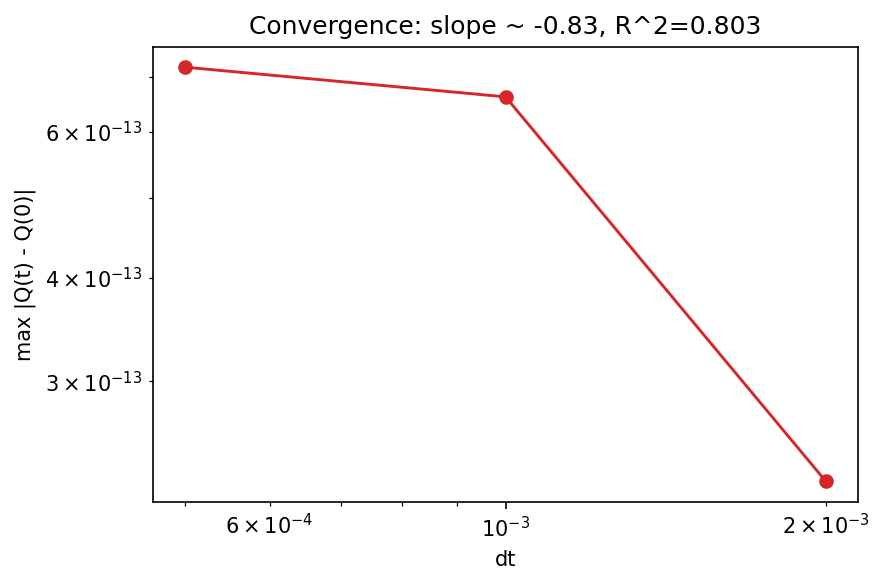 Convergence: slope ~ -0.83, R^2=0.803
max |Q(t) - Q(0)|
6 × 10⁻¹³
4 × 10⁻¹³
3 × 10⁻¹³
6 × 10⁻⁴
10⁻³
2 × 10⁻³
dt